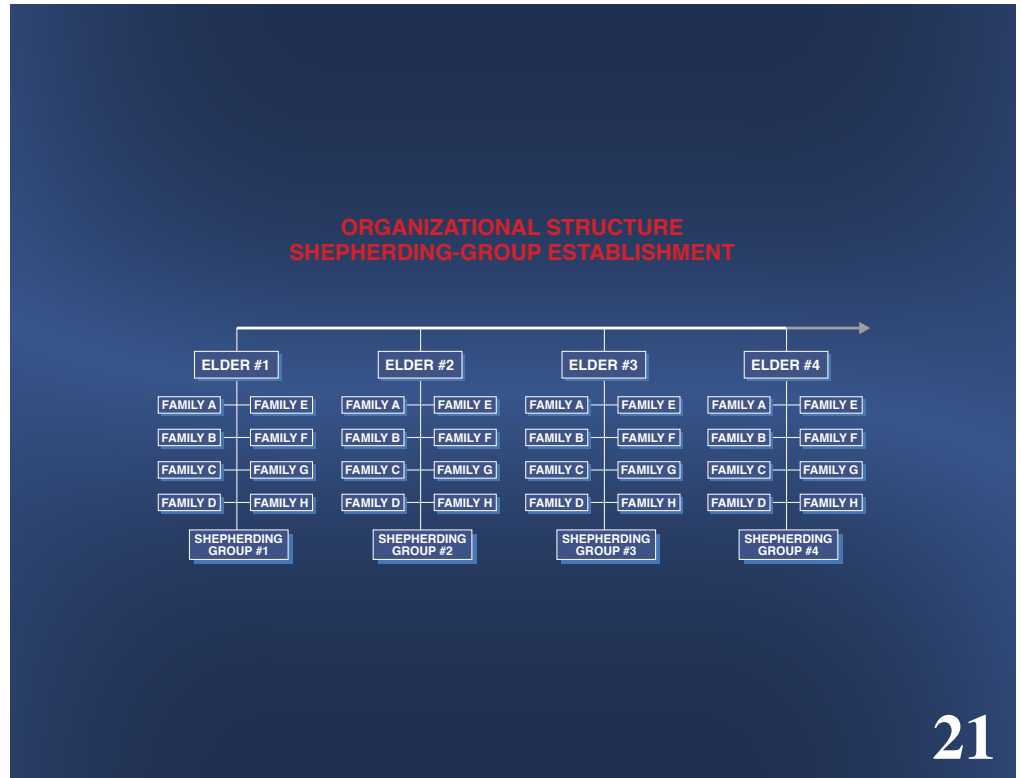 ORGANIZATIONAL STRUCTURE
SHEPHERDING-GROUP ESTABLISHMENT
ELDER #1
FAMILY A FAMILY E
FAMILY B FAMILY F
FAMILY C FAMILY G
FAMILY D FAMILY H
SHEPHERDING
GROUP #1
ELDER #2
FAMILY A FAMILY E
FAMILY B FAMILY F
FAMILY C FAMILY G
FAMILY D FAMILY H
SHEPHERDING
GROUP #2
ELDER #3
FAMILY A FAMILY E
FAMILY B FAMILY F
FAMILY C FAMILY G
FAMILY D FAMILY H
SHEPHERDING
GROUP #3
ELDER #4
FAMILY A FAMILY E
FAMILY B FAMILY F
FAMILY C FAMILY G
FAMILY D FAMILY H
SHEPHERDING
GROUP #4
21